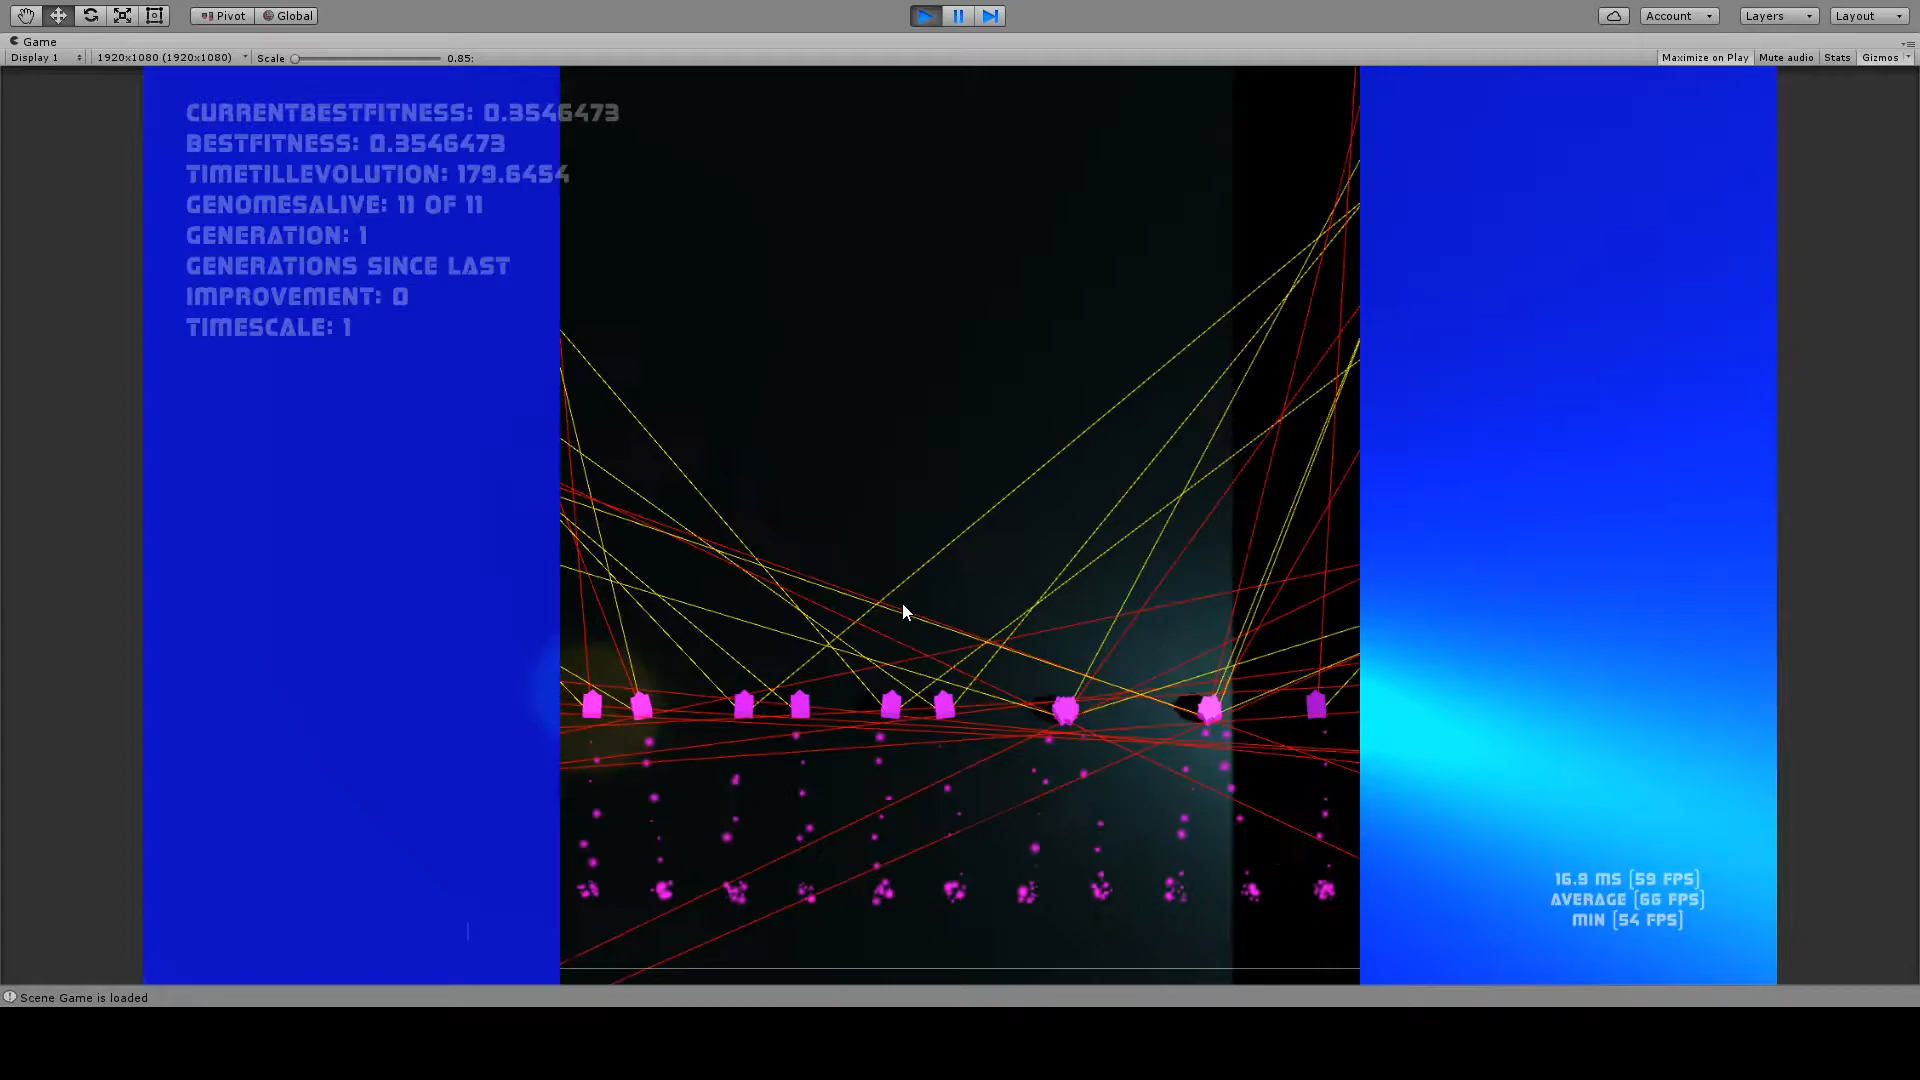 Pivot Global Account Layers Layout
Game
Display 1 1920x1080 (1920x1080) Scale 0.85: Maximize on Play Mute audio Stats Gizmos
CURRENTBESTFITNESS: 0.3546473
BESTFITNESS: 0.3546473
TIMETILLEVOLUTION: 179.6454
GENOMESALIVE: 11 OF 11
GENERATION: 1
GENERATIONS SINCE LAST
IMPROVEMENT: 0
TIMESCALE: 1
16.9 MS (59 FPS)
AVERAGE (66 FPS)
MIN (54 FPS)
Scene Game is loaded